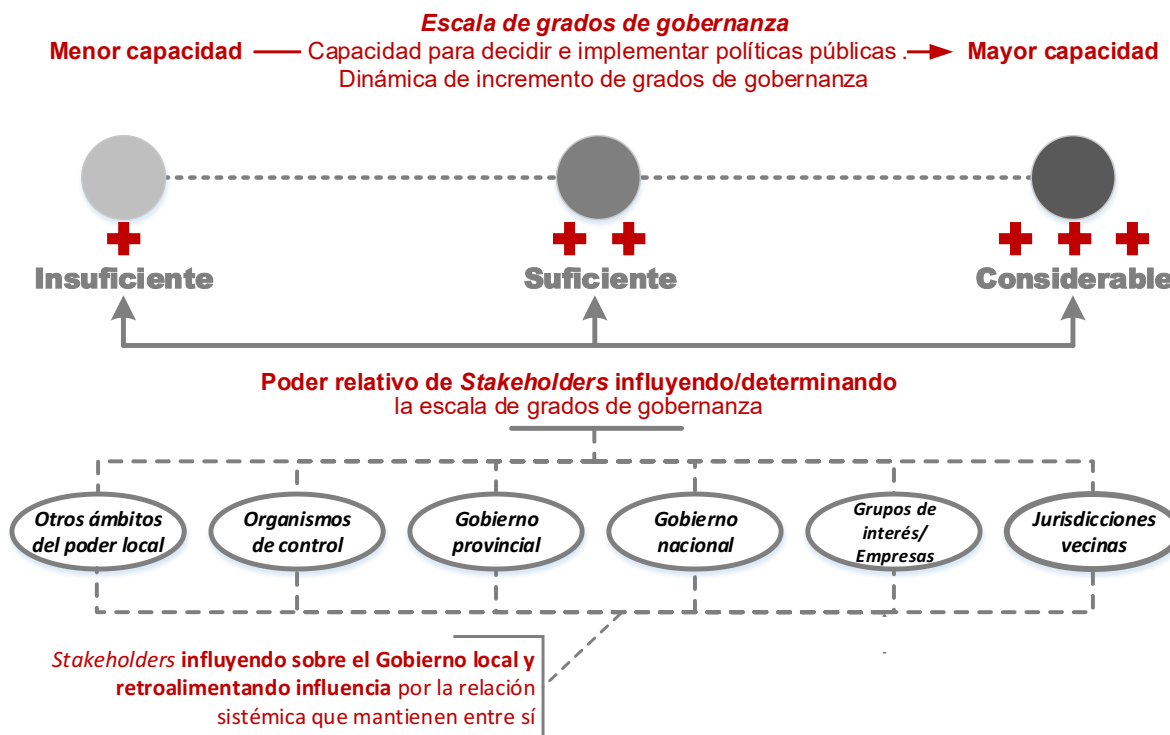 Escala de grados de gobernanza
Menor capacidad Capacidad para decidir e implementar políticas públicas . Mayor capacidad
Dinámica de incremento de grados de gobernanza
Insuficiente Suficiente Considerable
Poder relativo de Stakeholders influyendo/determinando
la escala de grados de gobernanza
Otros ámbitos
del poder local
Organismos
de control
Gobierno
provincial
Gobierno
nacional
Grupos de
interés/
Empresas
Jurisdicciones
vecinas
Stakeholders influyendo sobre el Gobierno local y
retroalimentando influencia por la relación
sistémica que mantienen entre sí